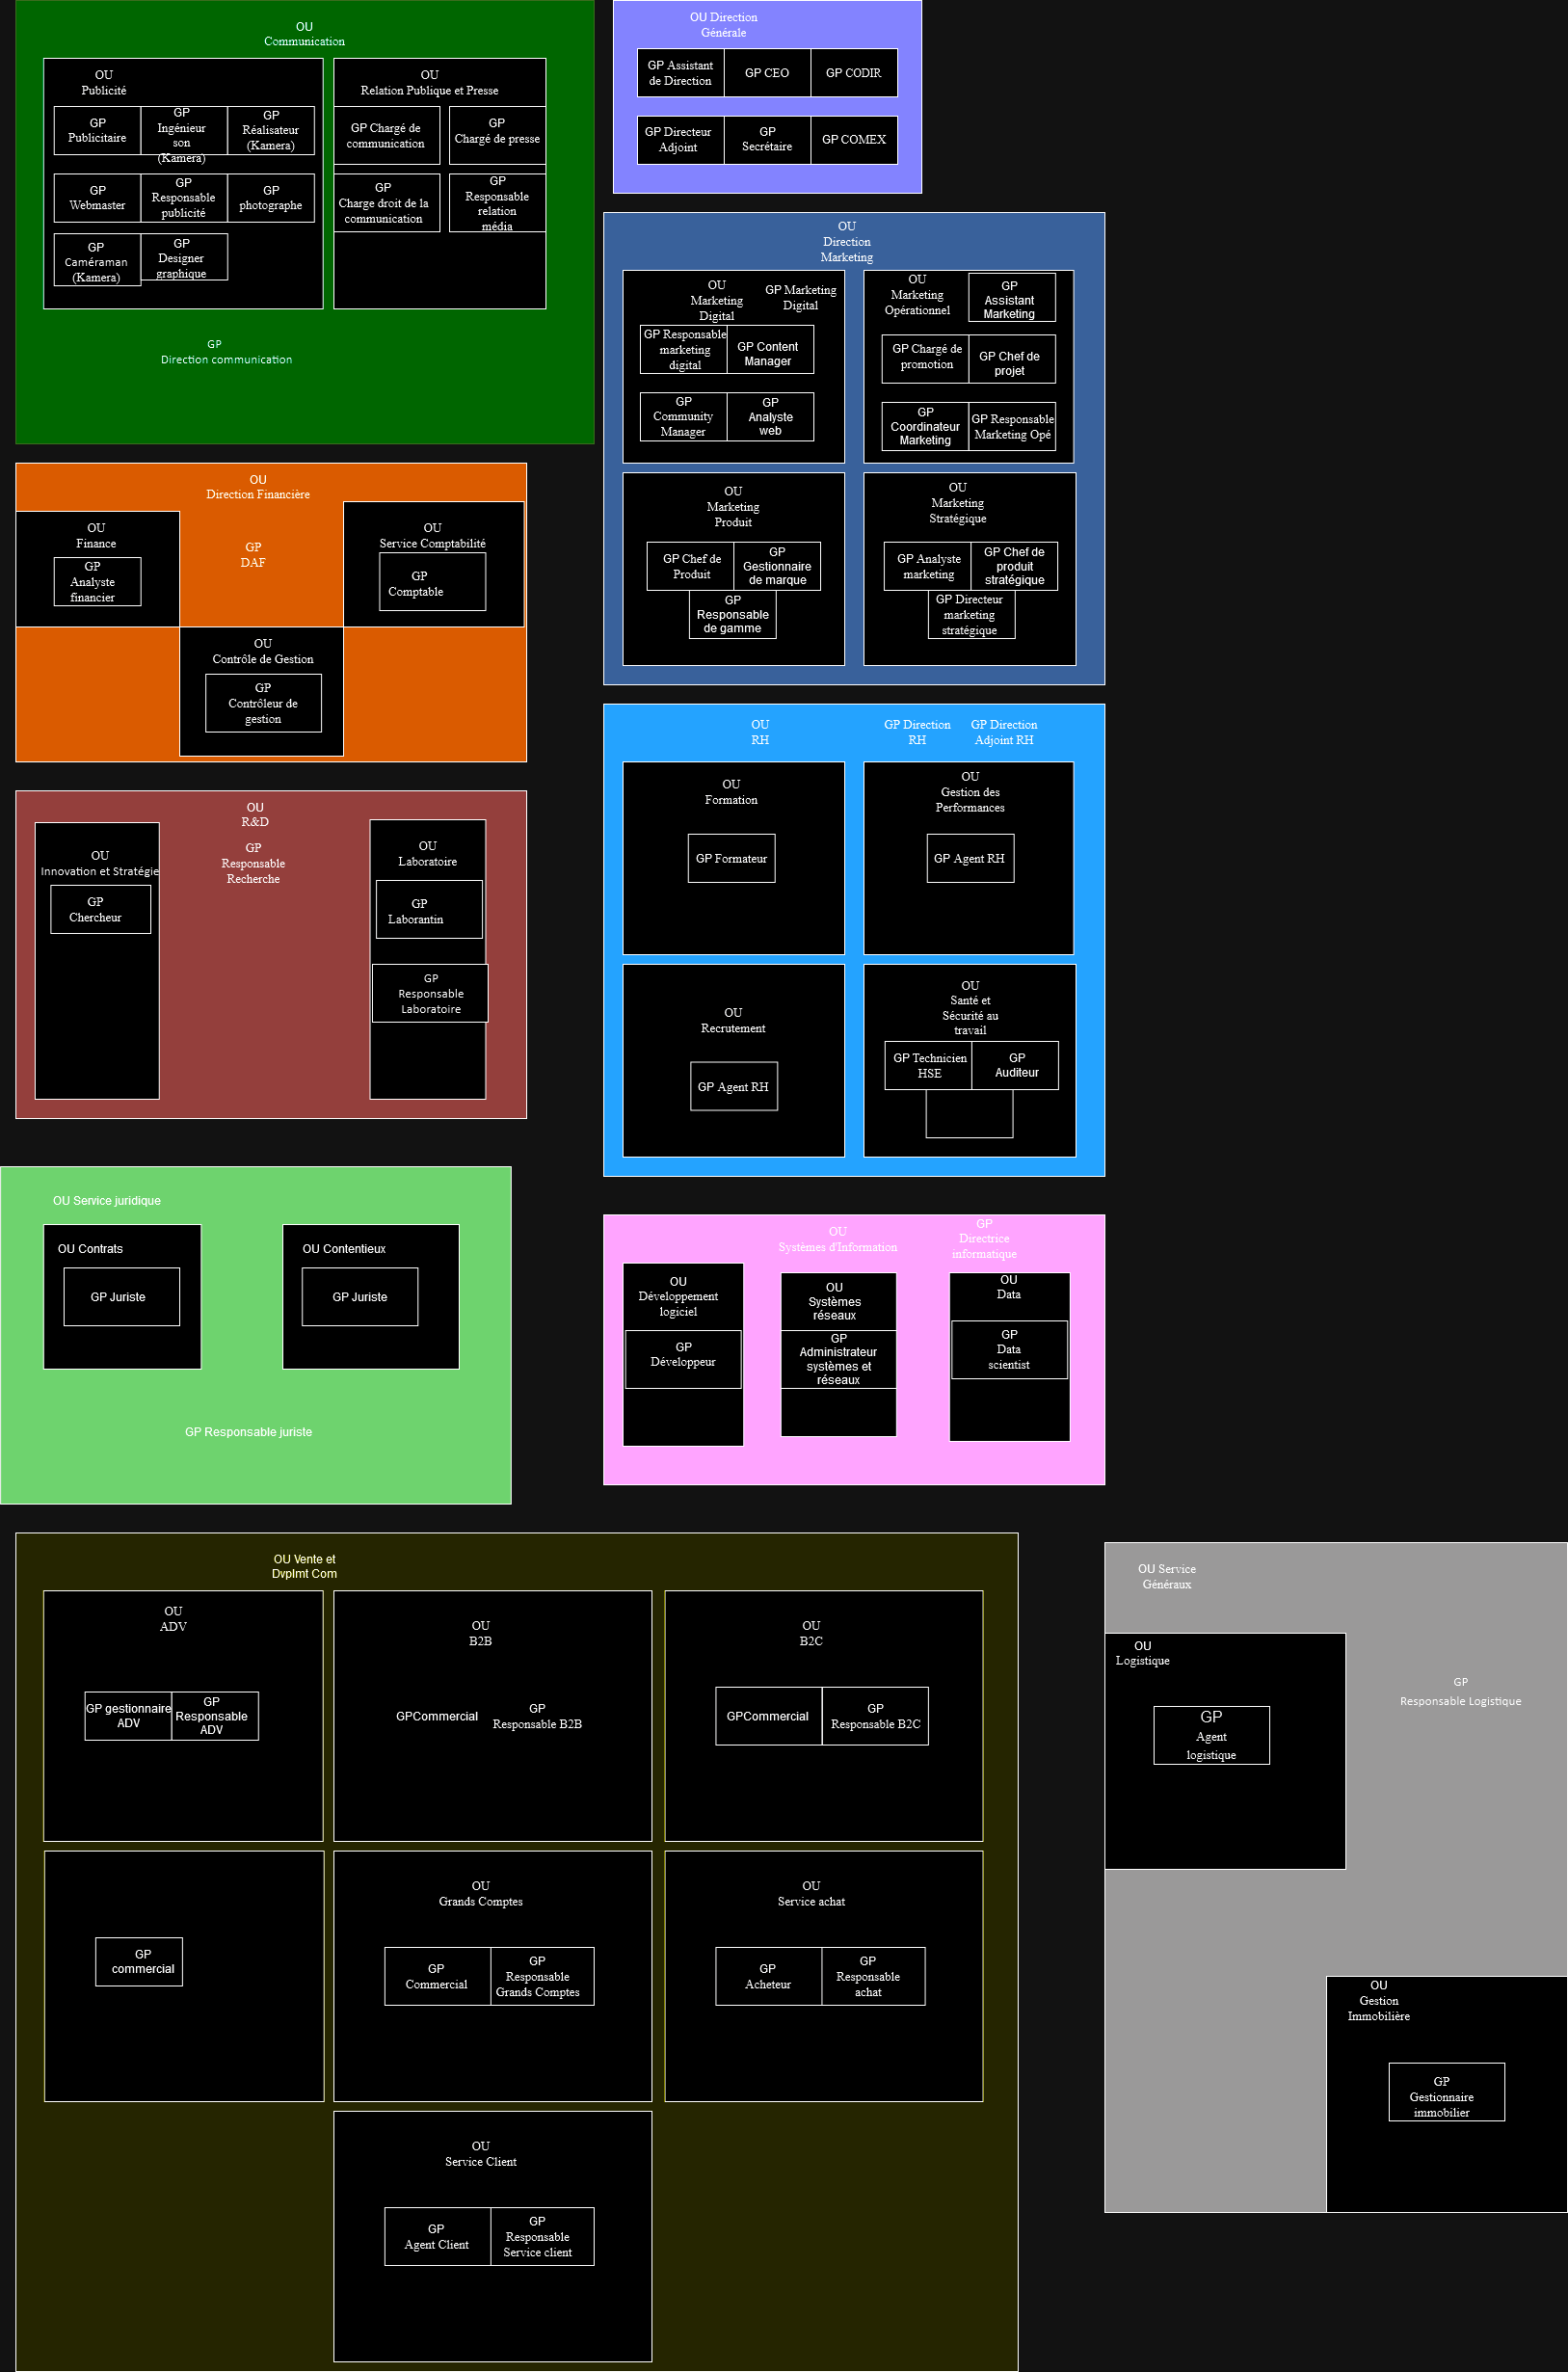 OU
Communication
OU
Publicité
GP
Publicitaire
GP
Ingénieur
son
(Kamera)
GP
Réalisateur
(Kamera)
GP
Webmaster
GP
Responsable
publicité
GP
photographe
GP
Caméraman
(Kamera)
GP
Designer
graphique
OU
Relation Publique et Presse
GP Chargé de
communication
GP
Chargé de presse
GP
Charge droit de la
communication
GP
Responsable
relation
média
GP
Direction communication
OU Direction
Générale
GP Assistant
de Direction
GP CEO
GP CODIR
GP Directeur
Adjoint
GP
Secrétaire
GP COMEX
OU
Direction
Marketing
OU
Marketing
Digital
GP Marketing
Digital
GP Responsable
marketing
digital
GP Content
Manager
GP
Community
Manager
GP
Analyste
web
OU
Marketing
Opérationnel
GP
Assistant
Marketing
GP Chargé de
promotion
GP Chef de
projet
GP
Coordinateur
Marketing
GP Responsable
Marketing Opé
OU
Marketing
Produit
GP Chef de
Produit
GP
Gestionnaire
de marque
GP
Responsable
de gamme
OU
Marketing
Stratégique
GP Analyste
marketing
GP Chef de
produit
stratégique
GP Directeur
marketing
stratégique
OU
Direction Financière
OU
Finance
GP
Analyste
financier
GP
DAF
OU
Service Comptabilité
GP
Comptable
OU
Contrôle de Gestion
GP
Contrôleur de
gestion
OU
RH
GP Direction
RH
GP Direction
Adjoint RH
OU
Formation
GP Formateur
OU
Gestion des
Performances
GP Agent RH
OU
Recrutement
GP Agent RH
OU
Santé et
Sécurité au
travail
GP Technicien
HSE
GP
Auditeur
OU
R&D
GP
Responsable
Recherche
OU
Innovation et Stratégie
GP
Chercheur
OU
Laboratoire
GP
Laborantin
GP
Responsable
Laboratoire
OU Service juridique
OU Contrats
GP Juriste
OU Contentieux
GP Juriste
GP Responsable juriste
OU
Systèmes d'Information
GP
Directrice
informatique
OU
Développement
logiciel
GP
Développeur
OU
Systèmes
réseaux
GP
Administrateur
systèmes et
réseaux
OU
Data
GP
Data
scientist
OU Vente et
Dvplmt Com
OU
ADV
GP gestionnaire
ADV
GP
Responsable
ADV
OU
B2B
GPCommercial
GP
Responsable B2B
OU
B2C
GPCommercial
GP
Responsable B2C
GP
commercial
OU
Grands Comptes
GP
Commercial
GP
Responsable
Grands Comptes
OU
Service achat
GP
Acheteur
GP
Responsable
achat
OU
Service Client
GP
Agent Client
GP
Responsable
Service client
OU Service
Généraux
OU
Logistique
GP
Agent
logistique
GP
Responsable Logistique
OU
Gestion
Immobilière
GP
Gestionnaire
immobilier